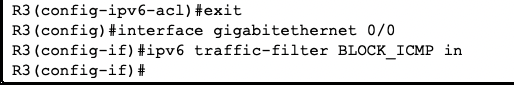 R3(config-ipv6-acl)#exit
R3(config)#interface gigabitethernet 0/0
R3(config-if)#ipv6 traffic-filter BLOCK_ICMP in
R3(config-if)#